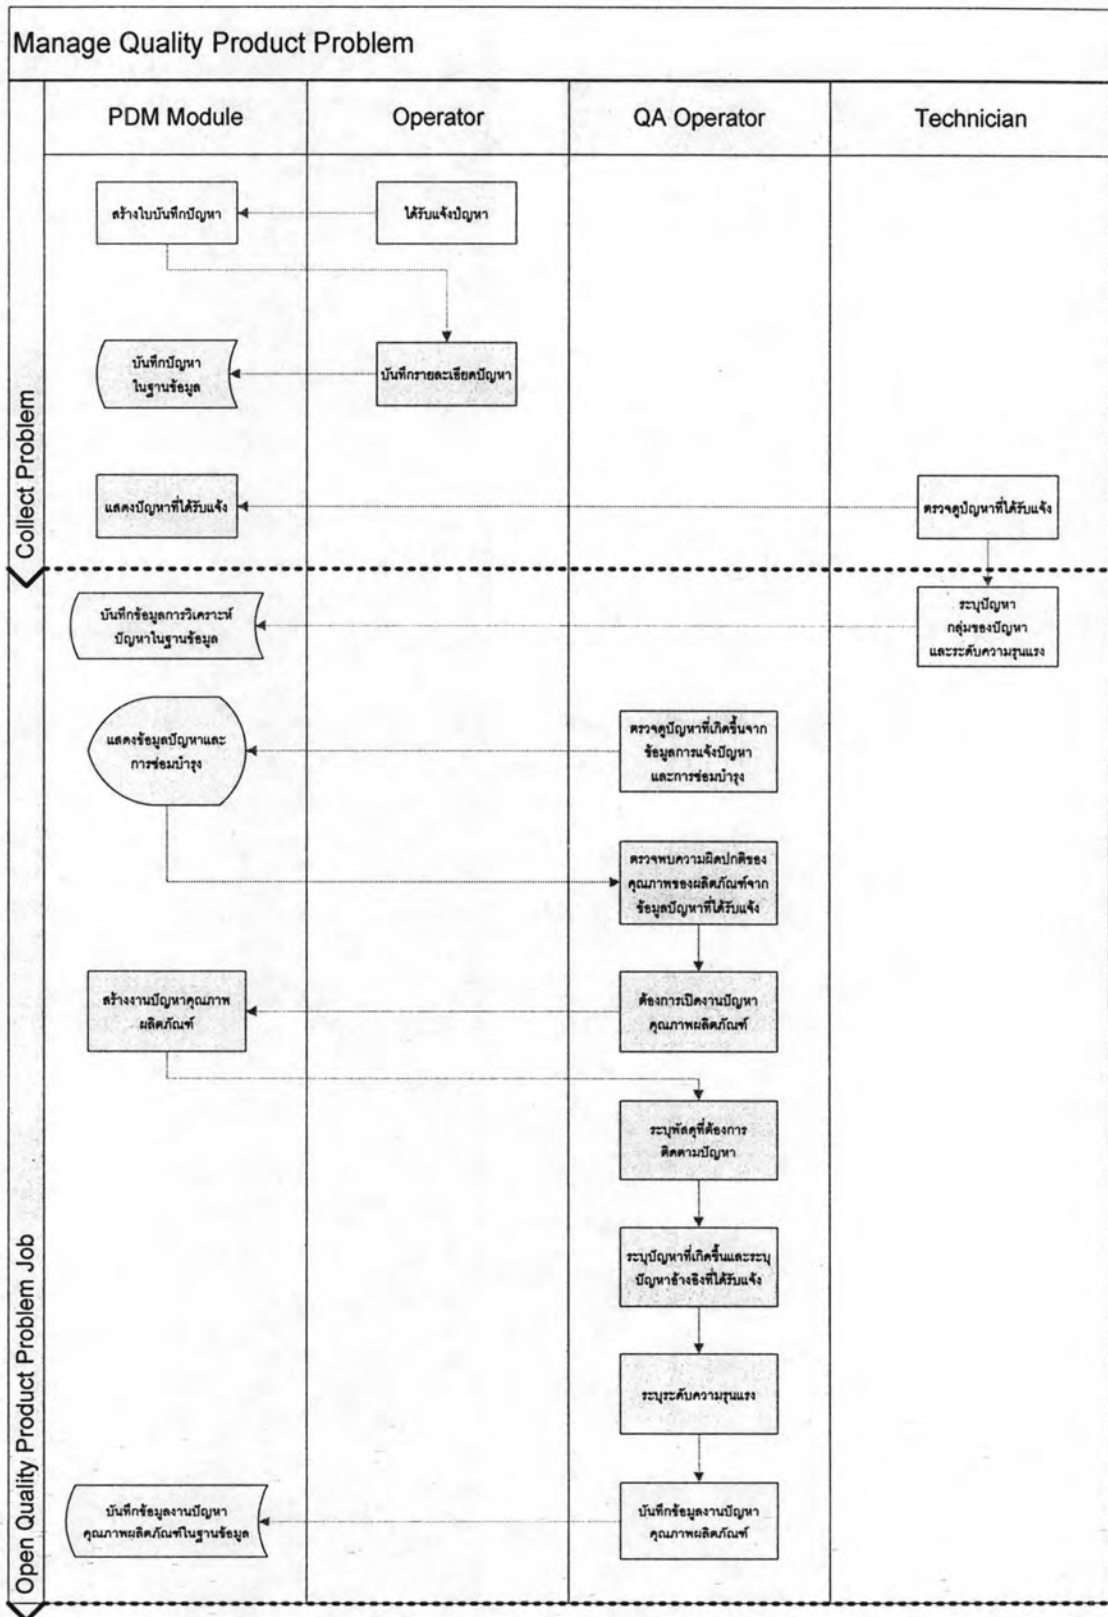 Manage Quality Product Problem
PDM Module
Operator
QA Operator
Technician
Collect Problem
สร้างใบบันทึกปัญหา
ได้รับแจ้งปัญหา
บันทึกปัญหา
ในฐานข้อมูล
บันทึกรายละเอียดปัญหา
แสดงปัญหาที่ได้รับแจ้ง
ตรวจดูปัญหาที่ได้รับแจ้ง
Open Quality Product Problem Job
บันทึกข้อมูลการวิเคราะห์
ปัญหาในฐานข้อมูล
ระบุปัญหา
กลุ่มของปัญหา
และระดับความรุนแรง
แสดงข้อมูลปัญหาและ
การซ่อมบำรุง
ตรวจดูปัญหาที่เกิดขึ้นจาก
ข้อมูลการแจ้งปัญหา
และการซ่อมบำรุง
ตรวจพบความผิดปกติของ
คุณภาพของผลิตภัณฑ์จาก
ข้อมูลปัญหาที่ได้รับแจ้ง
สร้างงานปัญหาคุณภาพ
ผลิตภัณฑ์
ต้องการเปิดงานปัญหา
คุณภาพผลิตภัณฑ์
ระบุพัสดุที่ต้องการ
ติดตามปัญหา
ระบุปัญหาที่เกิดขึ้นและระบุ
ปัญหาอ้างอิงที่ได้รับแจ้ง
ระบุระดับความรุนแรง
บันทึกข้อมูลงานปัญหา
คุณภาพผลิตภัณฑ์ในฐานข้อมูล
บันทึกข้อมูลงานปัญหา
คุณภาพผลิตภัณฑ์